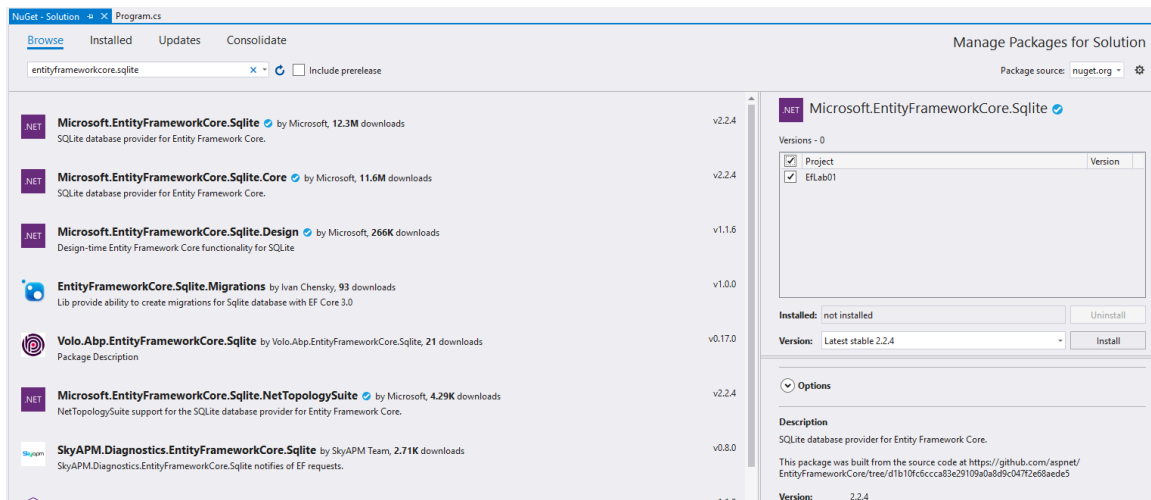 NuGet - Solution Program.cs
Browse Installed Updates Consolidate
Manage Packages for Solution
entityframeworkcore.sqlite Include prerelease
Package source: nuget.org
.NET Microsoft.EntityFrameworkCore.Sqlite by Microsoft, 12.3M downloads v2.2.4
SQLite database provider for Entity Framework Core.
.NET Microsoft.EntityFrameworkCore.Sqlite.Core by Microsoft, 11.6M downloads v2.2.4
SQLite database provider for Entity Framework Core.
.NET Microsoft.EntityFrameworkCore.Sqlite.Design by Microsoft, 266K downloads v1.1.6
Design-time Entity Framework Core functionality for SQLite
EntityFrameworkCore.Sqlite.Migrations by Ivan Chensky, 93 downloads v1.0.0
Lib provide ability to create migrations for Sqlite database with EF Core 3.0
Volo.Abp.EntityFrameworkCore.Sqlite by Volo.Abp.EntityFrameworkCore.Sqlite, 21 downloads v0.17.0
Package Description
.NET Microsoft.EntityFrameworkCore.Sqlite.NetTopologySuite by Microsoft, 4.29K downloads v2.2.4
NetTopologySuite support for the SQLite database provider for Entity Framework Core.
Skyapm SkyAPM.Diagnostics.EntityFrameworkCore.Sqlite by SkyAPM Team, 2.71K downloads v0.8.0
SkyAPM.Diagnostics.EntityFrameworkCore.Sqlite notifies of EF requests.
.NET Microsoft.EntityFrameworkCore.Sqlite
Versions - 0
Project Version
EfLab01
Installed: not installed Uninstall
Version: Latest stable 2.2.4 Install
Options
Description
SQLite database provider for Entity Framework Core.
This package was built from the source code at https://github.com/aspnet/
EntityFrameworkCore/tree/d1b10fc6ccca83e29109a0a8d9c047f2e68aede5
Version: 2.2.4